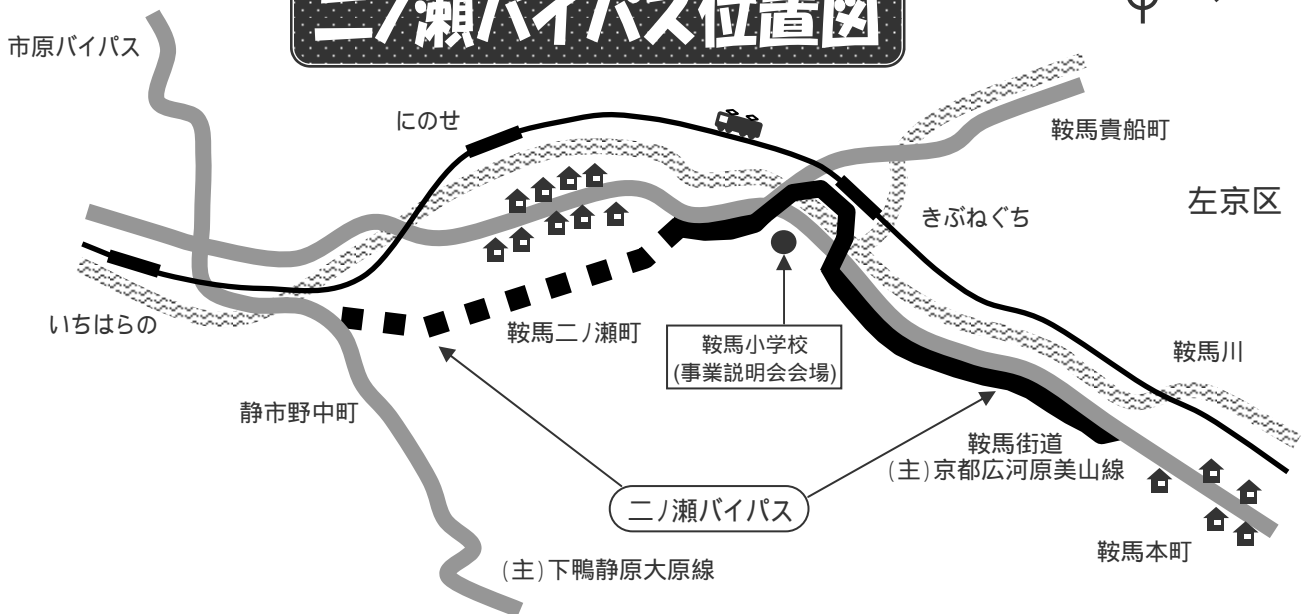 二ノ瀬バイパス位置図
市原バイパス
にのせ
鞍馬貴船町
左京区
きぶねぐち
いちはらの
鞍馬二ノ瀬町
鞍馬小学校
(事業説明会会場)
鞍馬川
静市野中町
鞍馬街道
(主)京都広河原美山線
二ノ瀬バイパス
鞍馬本町
(主)下鴨静原大原線